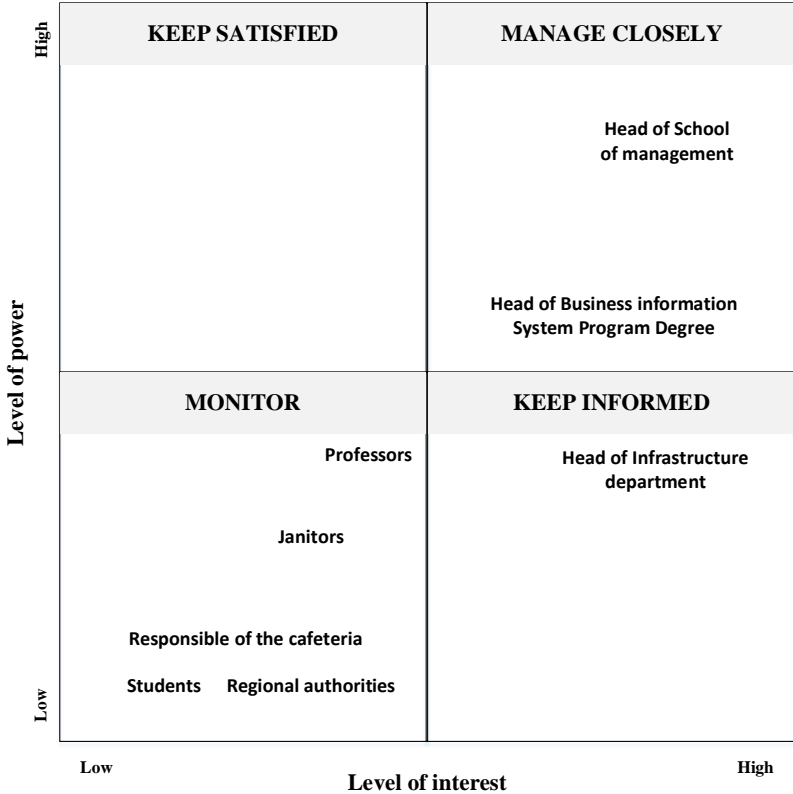 High
KEEP SATISFIED
MANAGE CLOSELY
Head of School
of management
Head of Business information
System Program Degree
Level of power
MONITOR
KEEP INFORMED
Professors
Head of Infrastructure
department
Janitors
Responsible of the cafeteria
Students
Regional authorities
Low
Low
High
Level of interest